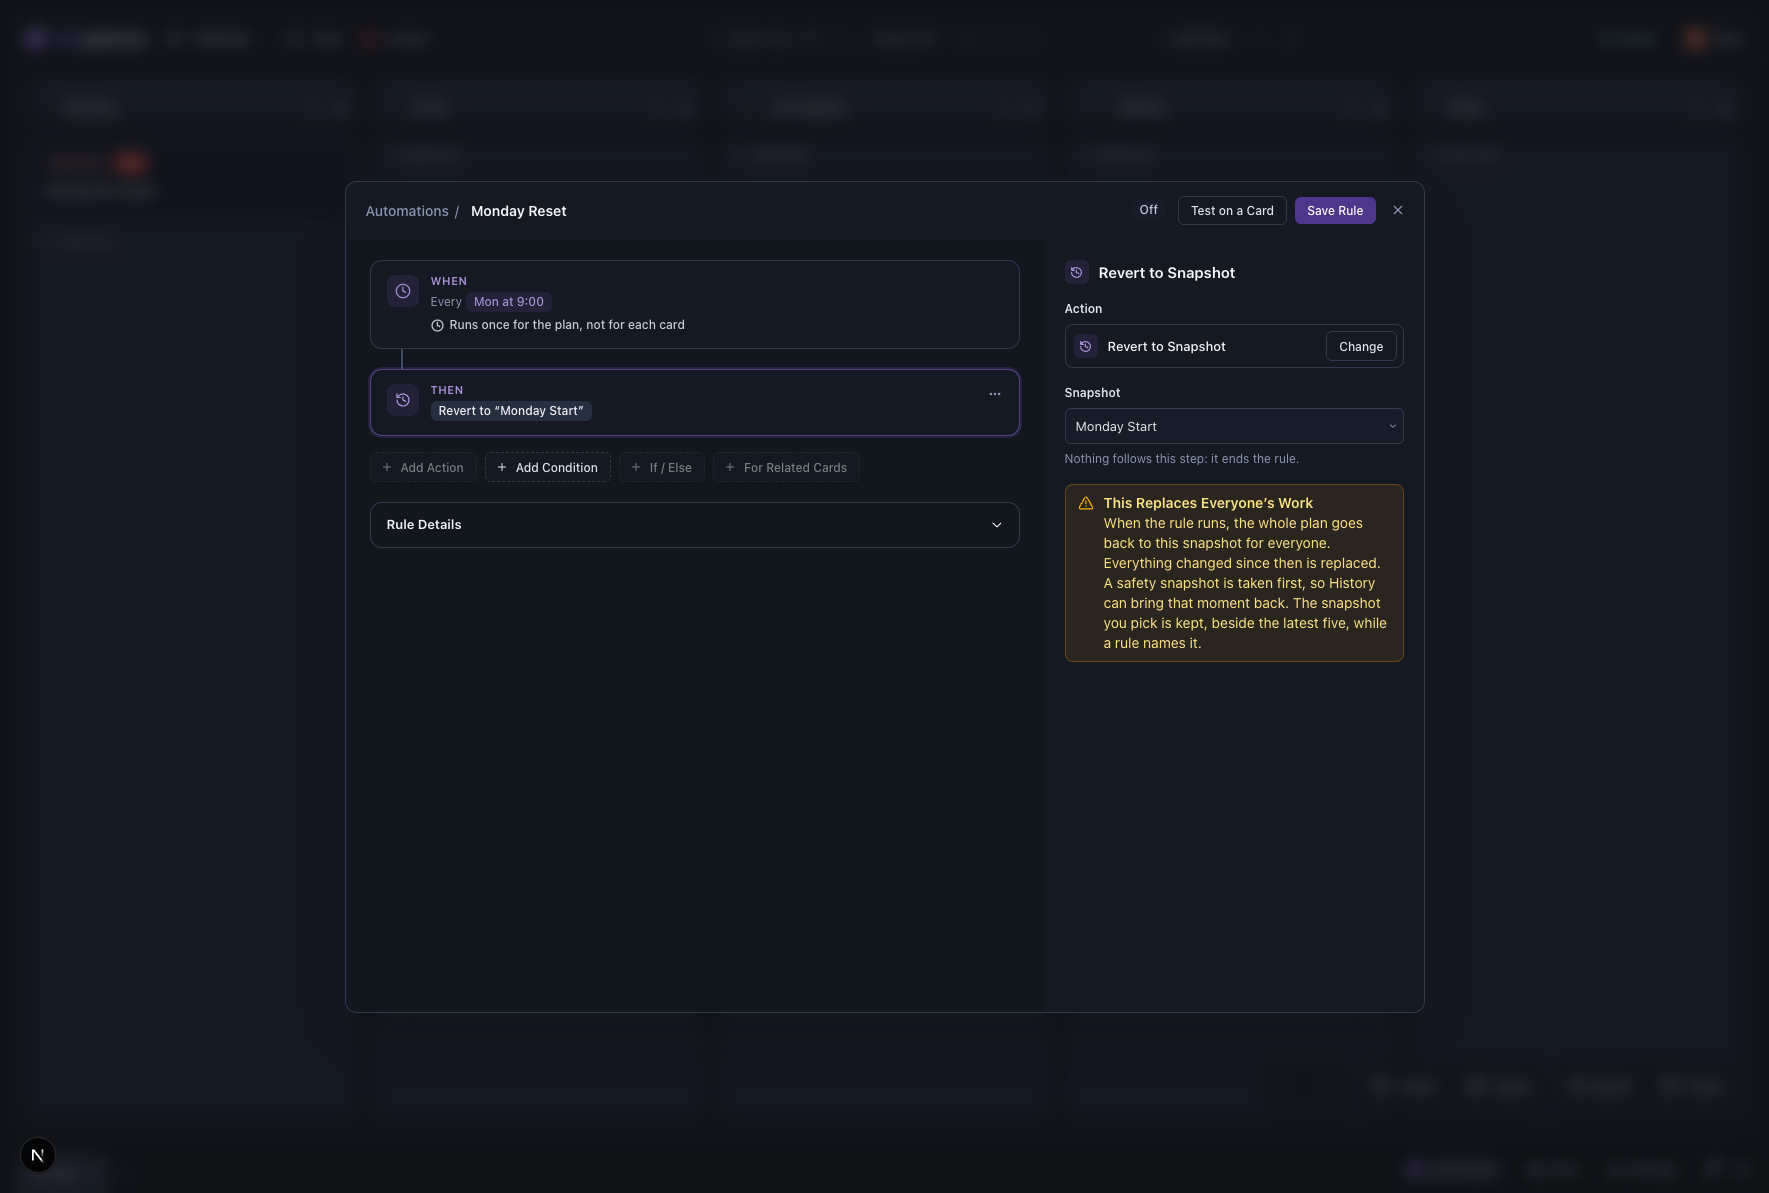 Automations / Monday Reset
Off
Test on a Card
Save Rule
WHEN
Every Mon at 9:00
Runs once for the plan, not for each card
THEN
Revert to “Monday Start”
+ Add Action
+ Add Condition
+ If / Else
+ For Related Cards
Rule Details
Revert to Snapshot
Action
Revert to Snapshot
Change
Snapshot
Monday Start
Nothing follows this step: it ends the rule.
This Replaces Everyone’s Work
When the rule runs, the whole plan goes
back to this snapshot for everyone.
Everything changed since then is replaced.
A safety snapshot is taken first, so History
can bring that moment back. The snapshot
you pick is kept, beside the latest five, while
a rule names it.
N